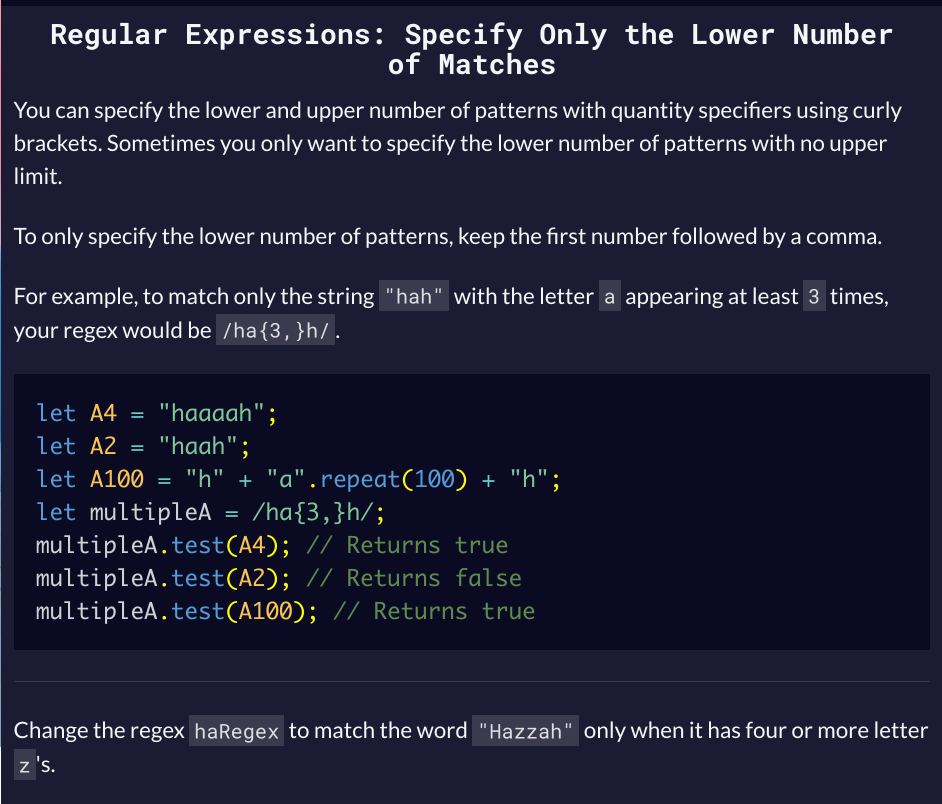 Regular Expressions: Specify Only the Lower Number
of Matches
You can specify the lower and upper number of patterns with quantity specifiers using curly
brackets. Sometimes you only want to specify the lower number of patterns with no upper
limit.
To only specify the lower number of patterns, keep the first number followed by a comma.
For example, to match only the string "hah" with the letter a appearing at least 3 times,
your regex would be /ha{3,}h/.
let A4 = "haaaah";
let A2 = "haah";
let A100 = "h" + "a".repeat(100) + "h";
let multipleA = /ha{3,}h/;
multipleA.test(A4); // Returns true
multipleA.test(A2); // Returns false
multipleA.test(A100); // Returns true
Change the regex haRegex to match the word "Hazzah" only when it has four or more letter
z's.